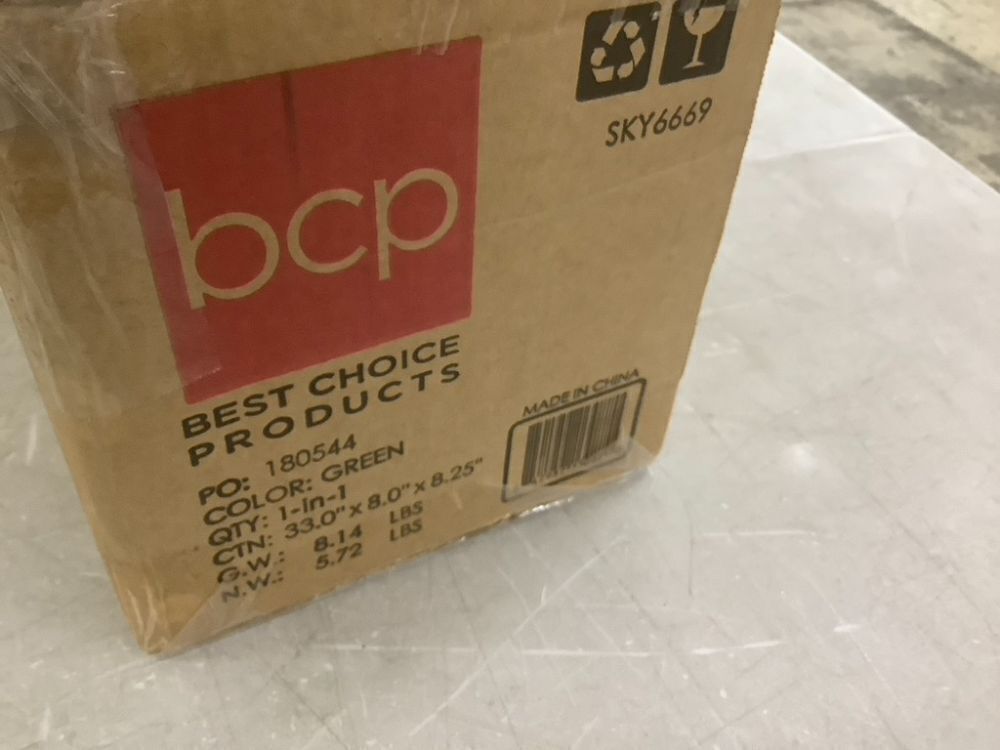 SKY6669
bcp
BEST CHOICE
PRODUCTS
PO: 180544
COLOR: GREEN
QTY: 1-in-1
CTN: 33.0" x 8.0" x 8.25"
G.W.: 8.14 LBS
N.W.: 5.72 LBS
MADE IN CHINA